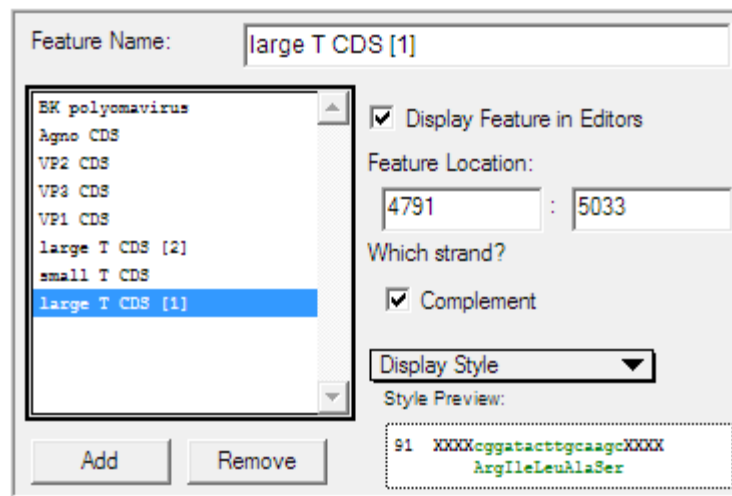 Feature Name:
large T CDS [1]
BK polyomavirus
Agno CDS
VP2 CDS
VP3 CDS
VP1 CDS
large T CDS [2]
small T CDS
large T CDS [1]
Display Feature in Editors
Feature Location:
4791 : 5033
Which strand?
Complement
Display Style
Style Preview:
91 XXXXcggatacttgcaagcXXXX
ArgIleLeuAlaSer
Add Remove